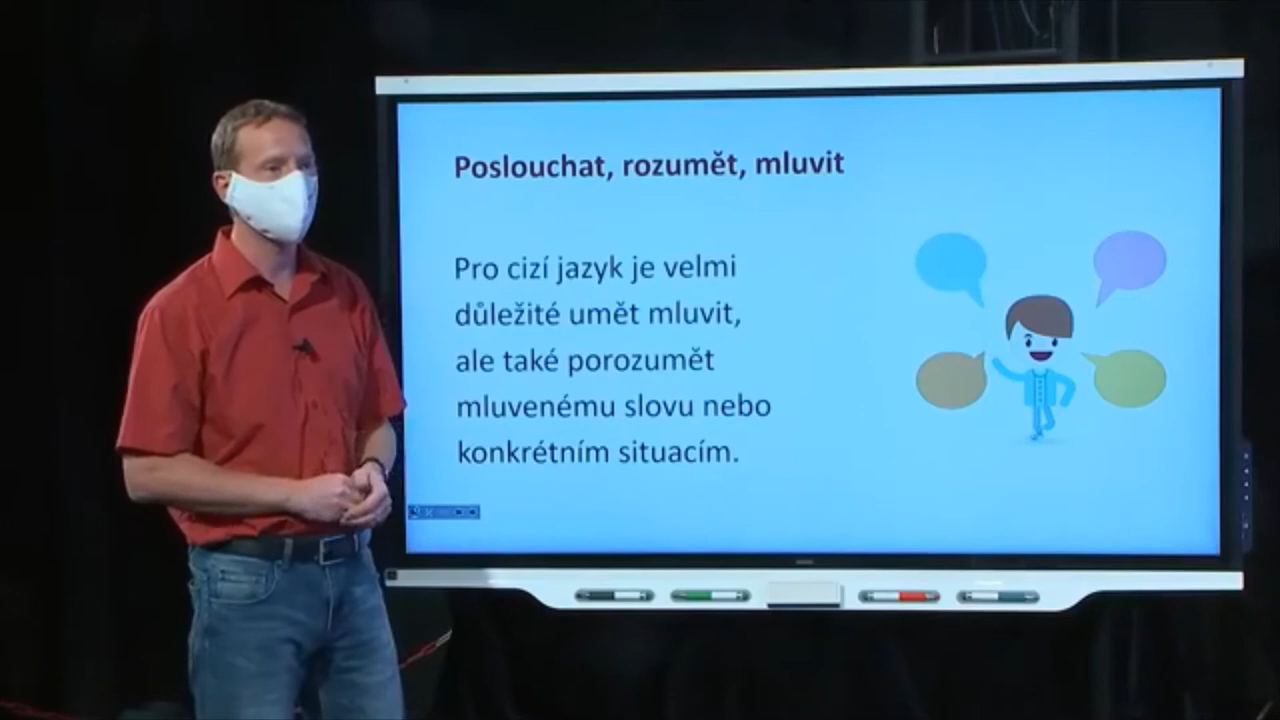 Poslouchat, rozumět, mluvit
Pro cizí jazyk je velmi
důležité umět mluvit,
ale také porozumět
mluvenému slovu nebo
konkrétním situacím.